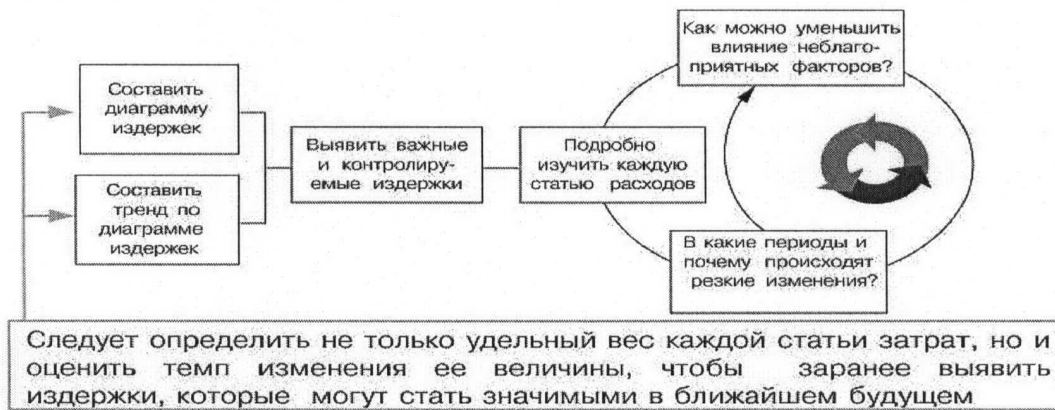 Составить
диаграмму
издержек
Составить
тренд по
диаграмме
издержек
Выявить важные
и контролиру-
емые издержки
Подробно
изучить каждую
статью расходов
Как можно уменьшить
влияние неблаго-
приятных факторов?
В какие периоды и
почему происходят
резкие изменения?
Следует определить не только удельный вес каждой статьи затрат, но и
оценить темп изменения ее величины, чтобы заранее выявить
издержки, которые могут стать значимыми в ближайшем будущем